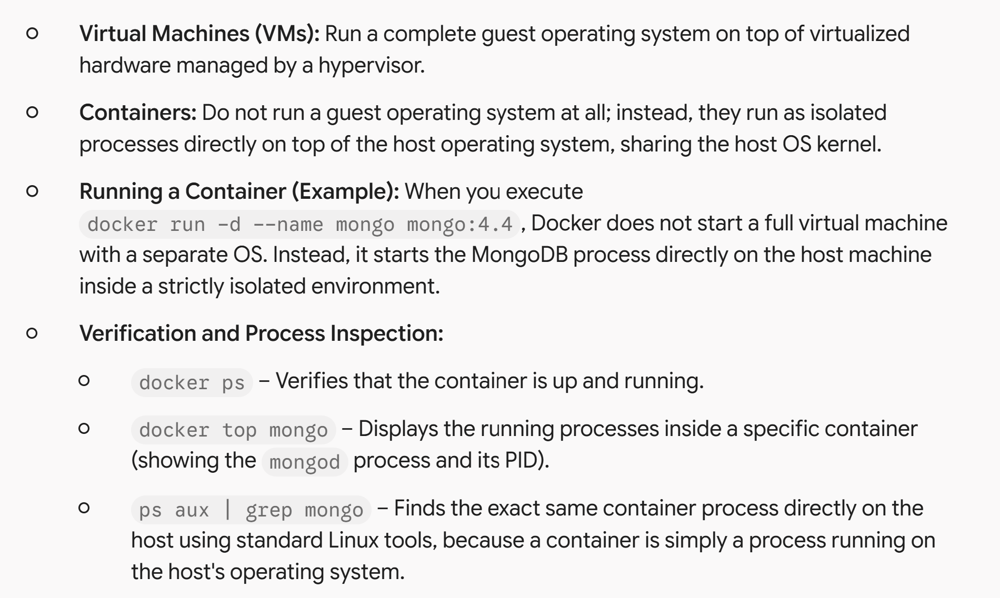 Virtual Machines (VMs): Run a complete guest operating system on top of virtualized
hardware managed by a hypervisor.
Containers: Do not run a guest operating system at all; instead, they run as isolated
processes directly on top of the host operating system, sharing the host OS kernel.
Running a Container (Example): When you execute
docker run -d --name mongo mongo:4.4, Docker does not start a full virtual machine
with a separate OS. Instead, it starts the MongoDB process directly on the host machine
inside a strictly isolated environment.
Verification and Process Inspection:
docker ps – Verifies that the container is up and running.
docker top mongo – Displays the running processes inside a specific container
(showing the mongod process and its PID).
ps aux | grep mongo – Finds the exact same container process directly on the
host using standard Linux tools, because a container is simply a process running on
the host's operating system.